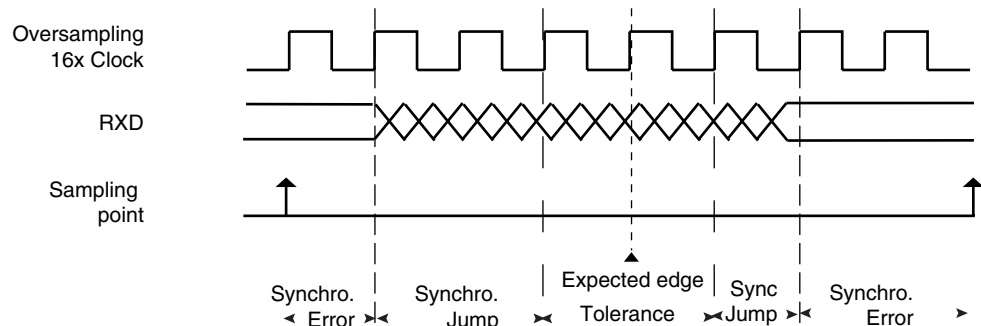 Oversampling
16x Clock
RXD
Sampling
point
Expected edge
Synchro.
Error
Synchro.
Jump
Tolerance
Sync
Jump
Synchro.
Error